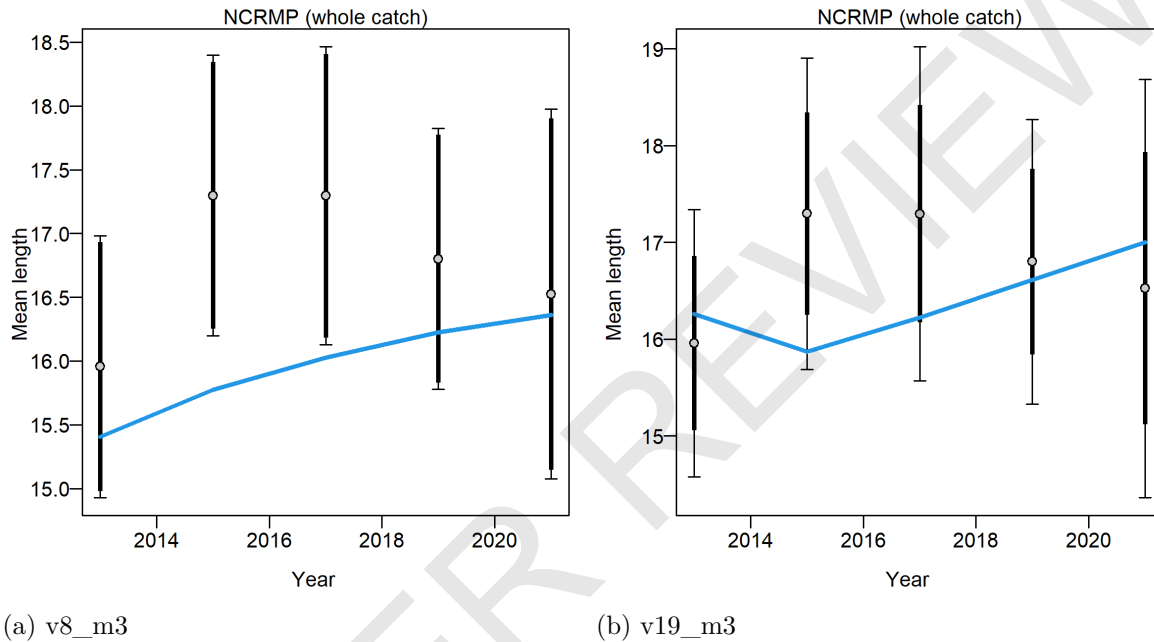 NCRMP (whole catch)
18.5
18.0
17.5
17.0
16.5
16.0
15.5
15.0
Mean length
2014 2016 2018 2020
Year
(a) v8_m3
NCRMP (whole catch)
19
18
17
16
15
Mean length
2014 2016 2018 2020
Year
(b) v19_m3
ER REVIEW